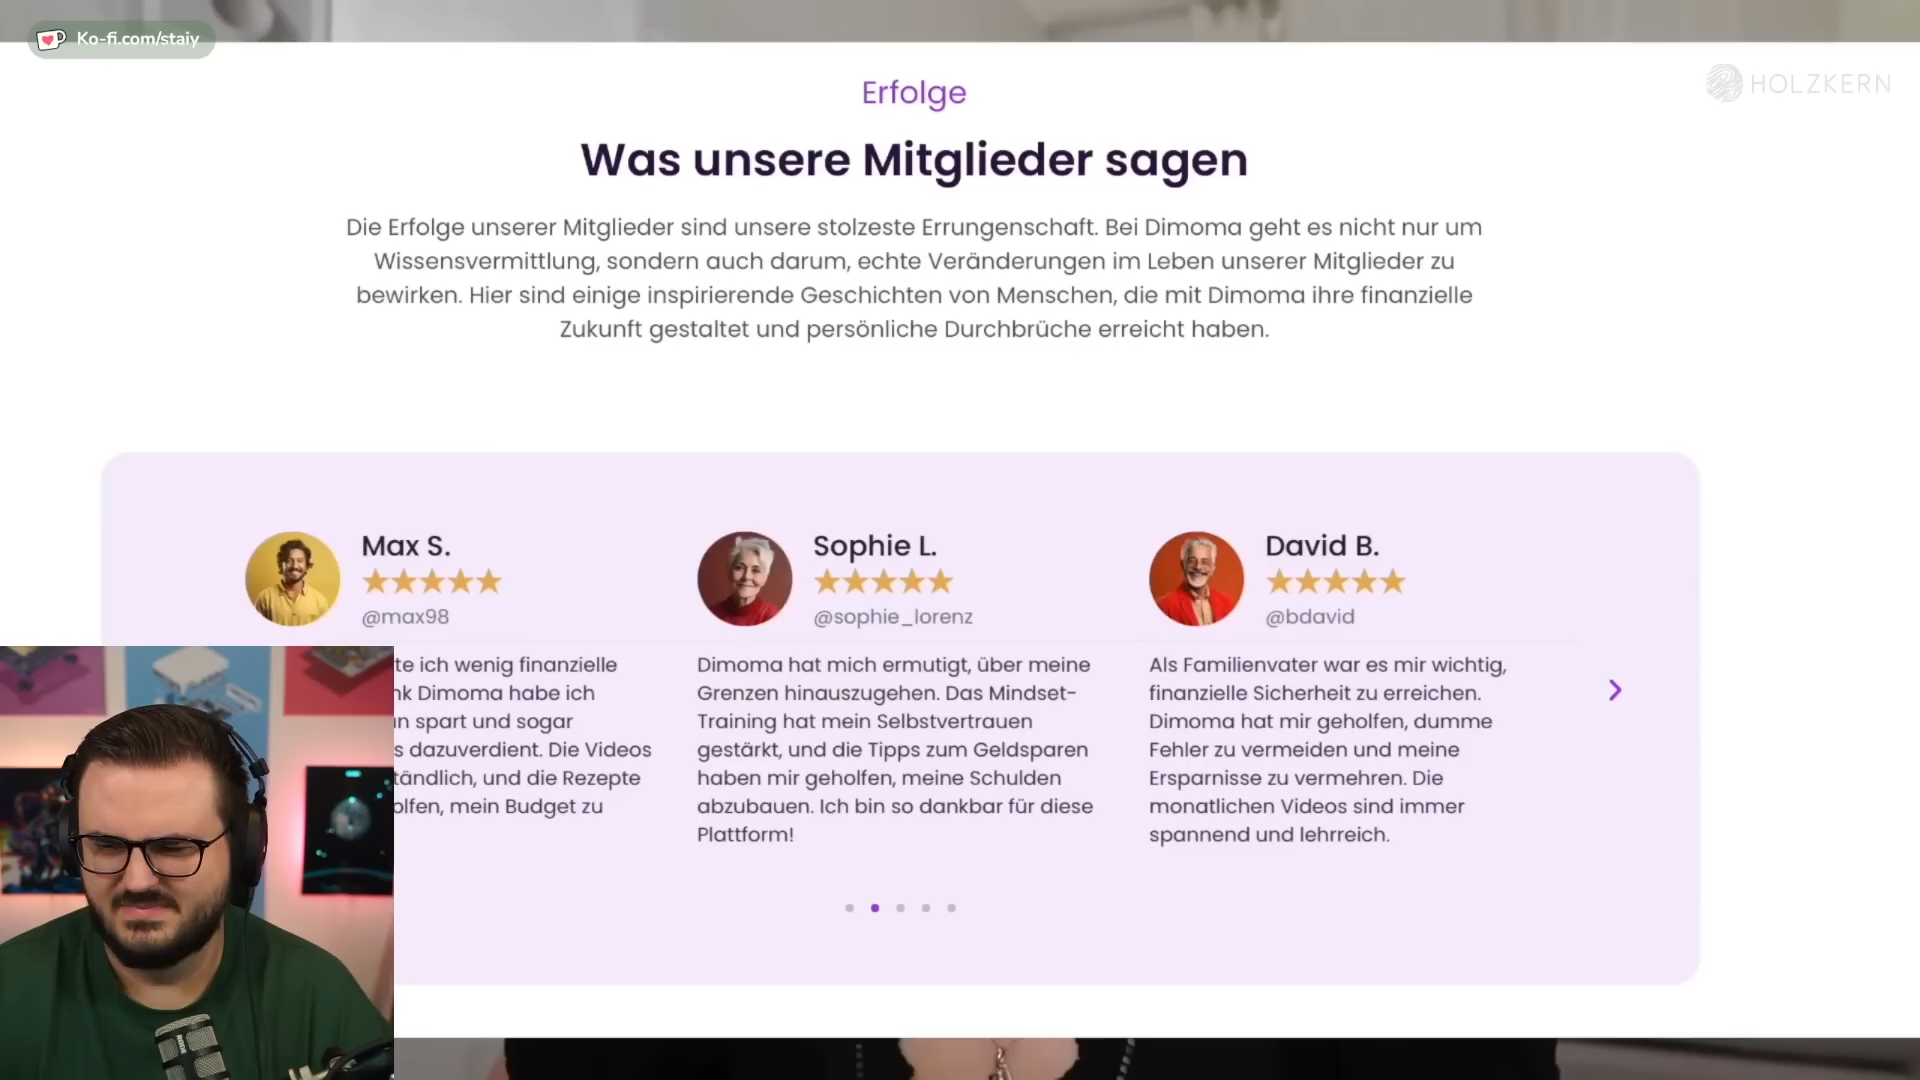 Ko-fi.com/staiy
HOLZKERN
Erfolge
Was unsere Mitglieder sagen
Die Erfolge unserer Mitglieder sind unsere stolzeste Errungenschaft. Bei Dimoma geht es nicht nur um
Wissensvermittlung, sondern auch darum, echte Veränderungen im Leben unserer Mitglieder zu
bewirken. Hier sind einige inspirierende Geschichten von Menschen, die mit Dimoma ihre finanzielle
Zukunft gestaltet und persönliche Durchbrüche erreicht haben.
Max S.
@max98
te ich wenig finanzielle
nk Dimoma habe ich
n spart und sogar
s dazuverdient. Die Videos
tändlich, und die Rezepte
olfen, mein Budget zu
Sophie L.
@sophie_lorenz
Dimoma hat mich ermutigt, über meine
Grenzen hinauszugehen. Das Mindset-
Training hat mein Selbstvertrauen
gestärkt, und die Tipps zum Geldsparen
haben mir geholfen, meine Schulden
abzubauen. Ich bin so dankbar für diese
Plattform!
David B.
@bdavid
Als Familienvater war es mir wichtig,
finanzielle Sicherheit zu erreichen.
Dimoma hat mir geholfen, dumme
Fehler zu vermeiden und meine
Ersparnisse zu vermehren. Die
monatlichen Videos sind immer
spannend und lehrreich.